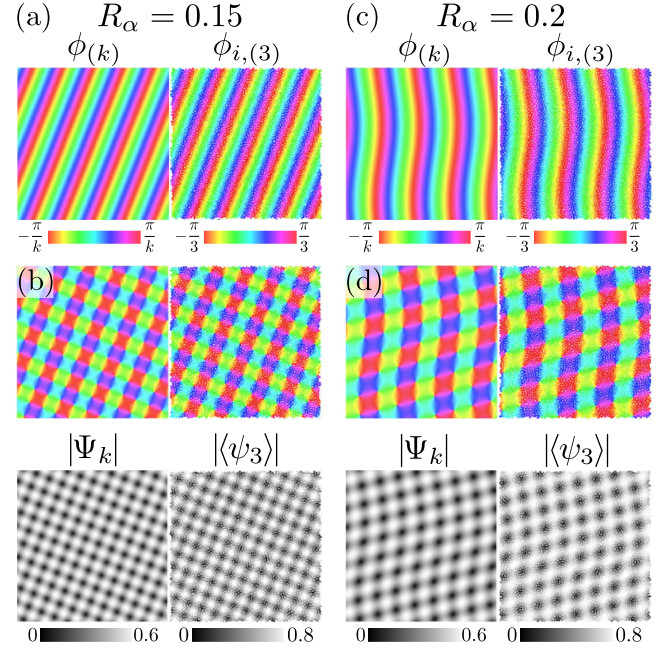 (a) R_α = 0.15 (c) R_α = 0.2
ϕ_(k) ϕ_i,(3) ϕ_(k) ϕ_i,(3)
−π/k π/k −π/3 π/3 −π/k π/k −π/3 π/3
(b) (d)
|Ψ_k| |⟨ψ_3⟩| |Ψ_k| |⟨ψ_3⟩|
0 0.6 0 0.8 0 0.6 0 0.8